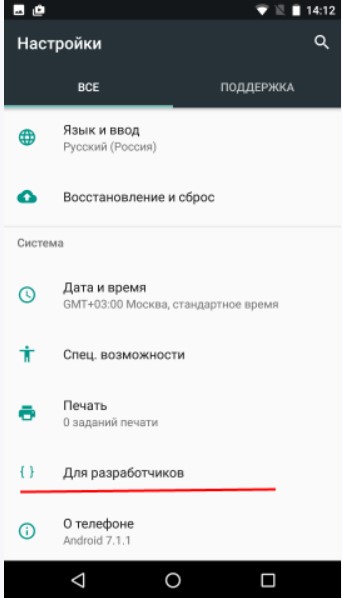 14:12
Настройки
ВСЕ
ПОДДЕРЖКА
Язык и ввод
Русский (Россия)
Восстановление и сброс
Система
Дата и время
GMT+03:00 Москва, стандартное время
Спец. возможности
Печать
0 заданий печати
{ } Для разработчиков
О телефоне
Android 7.1.1